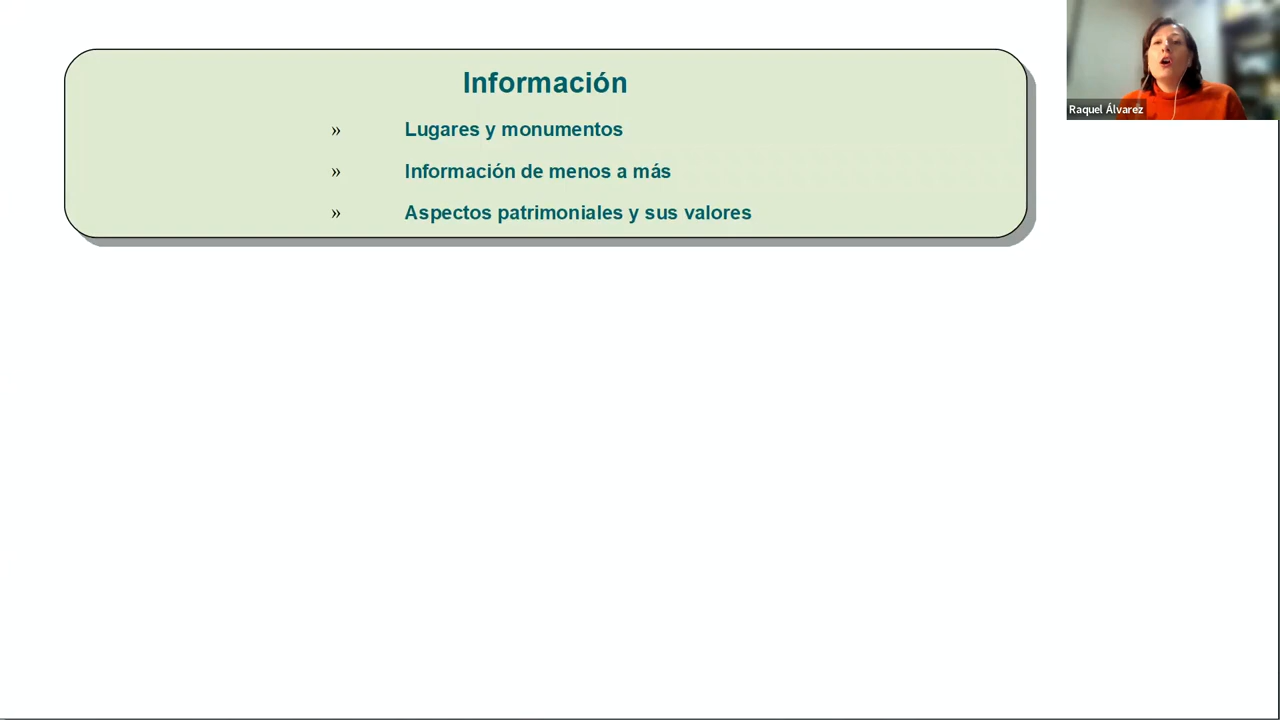 Información
» Lugares y monumentos
» Información de menos a más
» Aspectos patrimoniales y sus valores
Raquel Álvarez